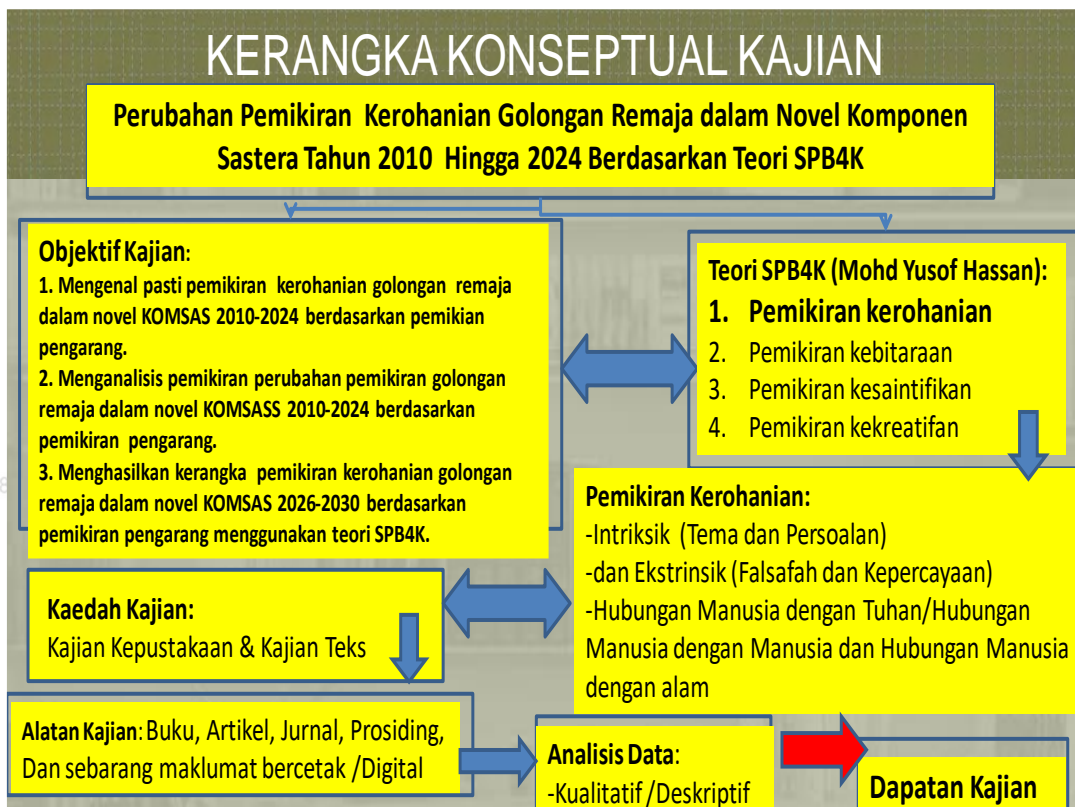 KERANGKA KONSEPTUAL KAJIAN
Perubahan Pemikiran Kerohanian Golongan Remaja dalam Novel Komponen
Sastera Tahun 2010 Hingga 2024 Berdasarkan Teori SPB4K
Objektif Kajian:
1. Mengenal pasti pemikiran kerohanian golongan remaja
dalam novel KOMSAS 2010-2024 berdasarkan pemikian
pengarang.
2. Menganalisis pemikiran perubahan pemikiran golongan
remaja dalam novel KOMSASS 2010-2024 berdasarkan
pemikiran pengarang.
3. Menghasilkan kerangka pemikiran kerohanian golongan
remaja dalam novel KOMSAS 2026-2030 berdasarkan
pemikiran pengarang menggunakan teori SPB4K.
Teori SPB4K (Mohd Yusof Hassan):
1. Pemikiran kerohanian
2. Pemikiran kebitaraan
3. Pemikiran kesaintifikan
4. Pemikiran kekreatifan
Pemikiran Kerohanian:
-Intriksik (Tema dan Persoalan)
-dan Ekstrinsik (Falsafah dan Kepercayaan)
-Hubungan Manusia dengan Tuhan/Hubungan
Manusia dengan Manusia dan Hubungan Manusia
dengan alam
Kaedah Kajian:
Kajian Kepustakaan & Kajian Teks
Alatan Kajian: Buku, Artikel, Jurnal, Prosiding,
Dan sebarang maklumat bercetak /Digital
Analisis Data:
-Kualitatif /Deskriptif
Dapatan Kajian